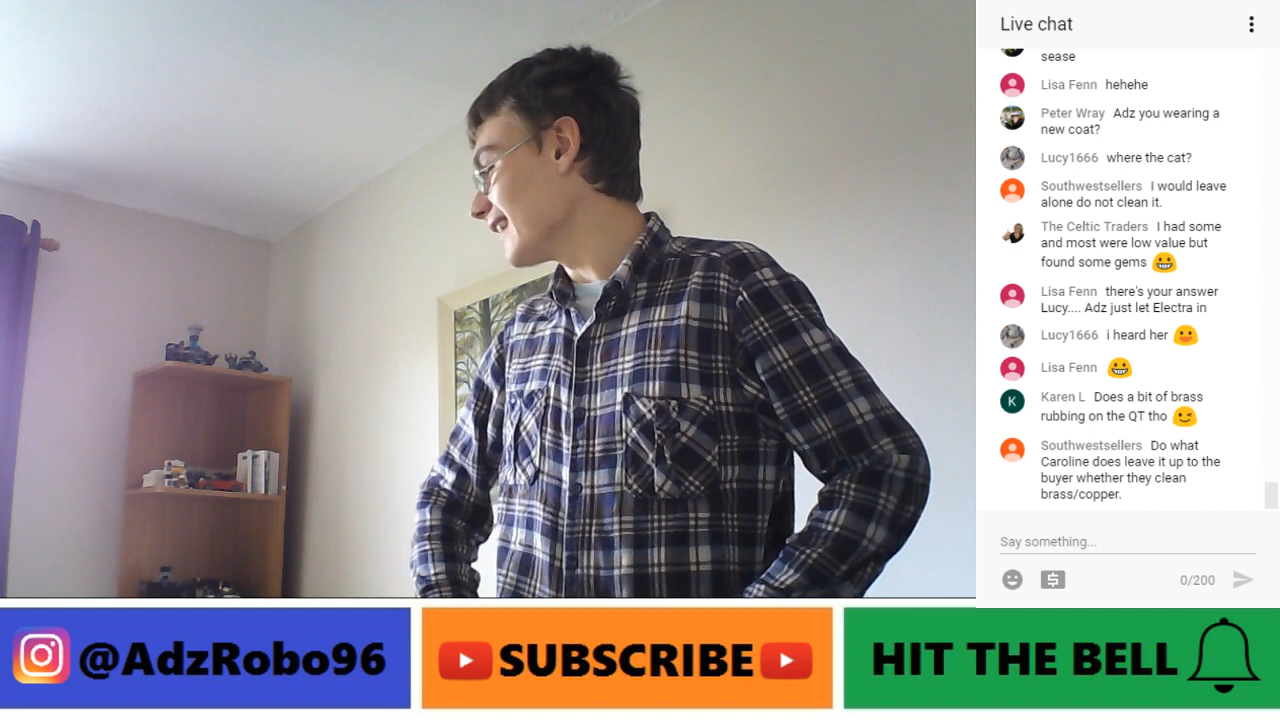 Live chat
sease
Lisa Fenn hehehe
Peter Wray Adz you wearing a
new coat?
Lucy1666 where the cat?
Southwestsellers I would leave
alone do not clean it.
The Celtic Traders I had some
and most were low value but
found some gems
Lisa Fenn there's your answer
Lucy.... Adz just let Electra in
Lucy1666 i heard her
Lisa Fenn
K
Karen L Does a bit of brass
rubbing on the QT tho
Southwestsellers Do what
Caroline does leave it up to the
buyer whether they clean
brass/copper.
Say something...
0/200
@AdzRobo96
SUBSCRIBE
HIT THE BELL